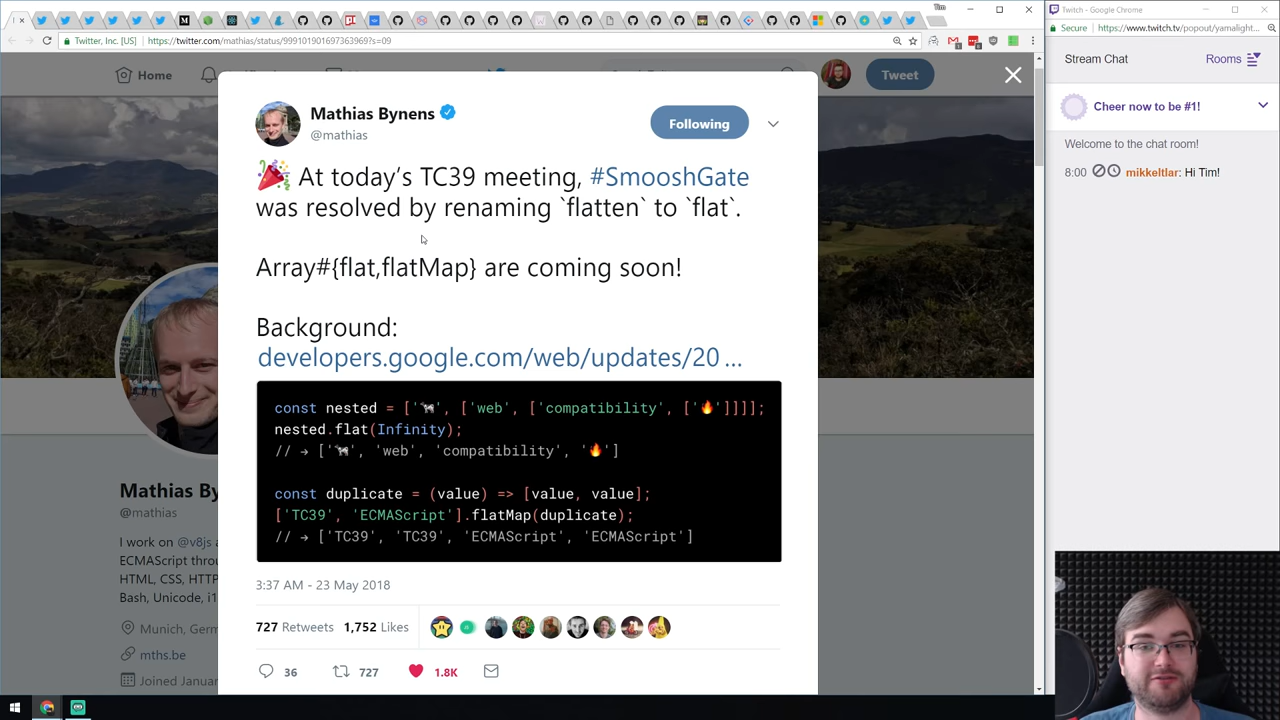 Tim
Twitch - Google Chrome
Twitter, Inc. [US]
https://twitter.com/mathias/status/999101901697363969?s=09
Secure
https://www.twitch.tv/popout/yamalight...
Home
Tweet
Stream Chat
Rooms
Mathias Bynens
@mathias
Following
Cheer now to be #1!
Welcome to the chat room!
8:00 mikkeltlar: Hi Tim!
🎉 At today’s TC39 meeting, #SmooshGate
was resolved by renaming `flatten` to `flat`.
Array#{flat,flatMap} are coming soon!
Background:
developers.google.com/web/updates/20 …
const nested = ['🐄', ['web', ['compatibility', ['🔥']]]];
nested.flat(Infinity);
// → ['🐄', 'web', 'compatibility', '🔥']
const duplicate = (value) => [value, value];
['TC39', 'ECMAScript'].flatMap(duplicate);
// → ['TC39', 'TC39', 'ECMAScript', 'ECMAScript']
3:37 AM - 23 May 2018
727 Retweets 1,752 Likes
36
727
1.8K
Mathias By
@mathias
I work on @v8js
ECMAScript throu
HTML, CSS, HTTP
Bash, Unicode, i1
Munich, Germ
mths.be
Joined Januar